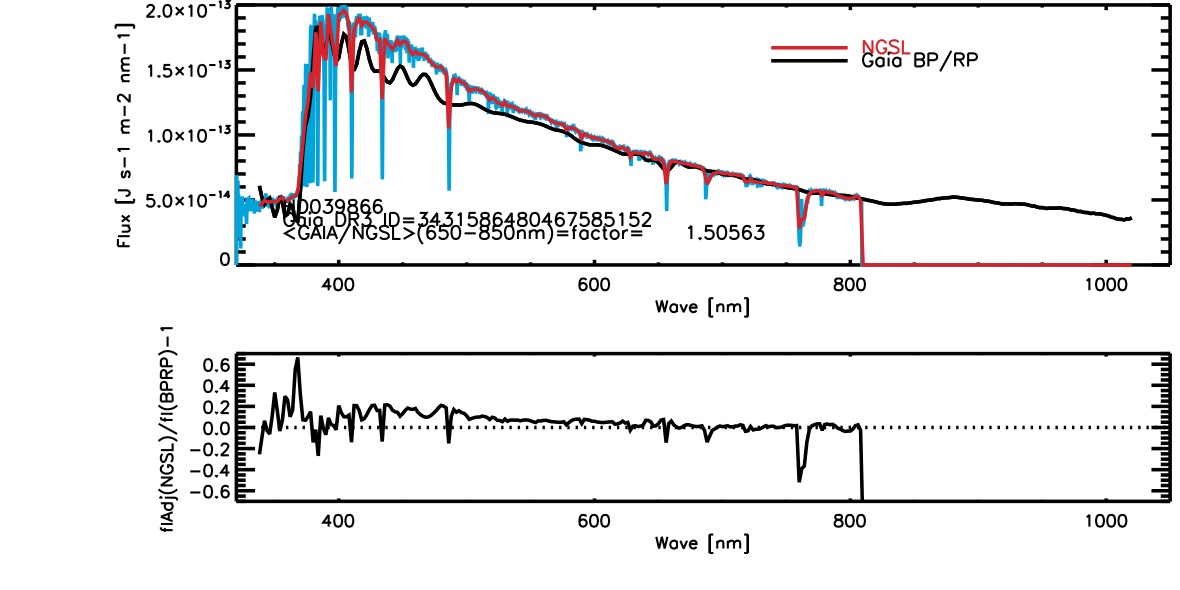 2.0×10−13
1.5×10−13
1.0×10−13
5.0×10−14
0
Flux [J s−1 m−2 nm−1]
NGSL
Gaia BP/RP
HD039866
Gaia DR3 ID=3431586480467585152
<GAIA/NGSL>(650−850nm)=factor= 1.50563
400 600 800 1000
Wave [nm]
flAdj(NGSL)/fl(BPRP)−1
0.6
0.4
0.2
0.0
−0.2
−0.4
−0.6
400 600 800 1000
Wave [nm]